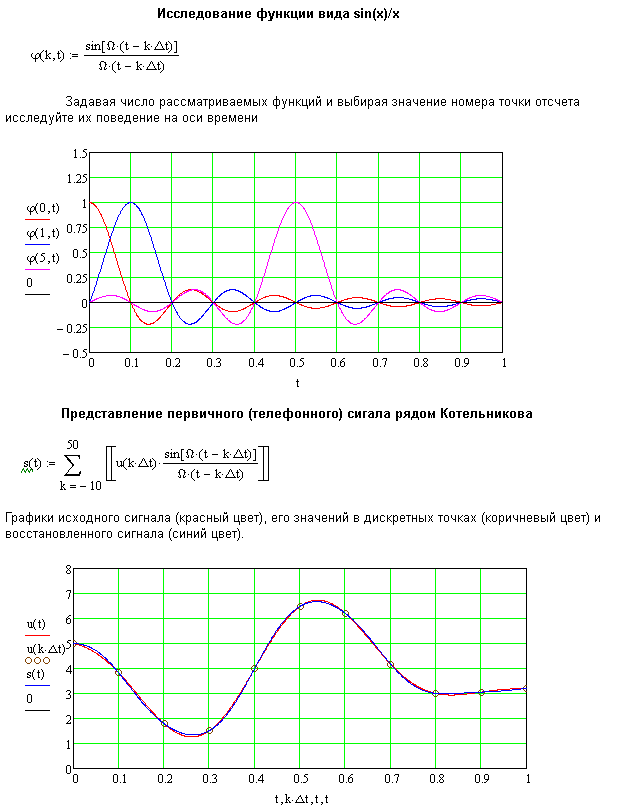 Исследование функции вида sin(x)/x
φ(k,t) := sin[Ω·(t − k·Δt)] / Ω·(t − k·Δt)
Задавая число рассматриваемых функций и выбирая значение номера точки отсчета
исследуйте их поведение на оси времени
1.5
1.25
1
0.75
0.5
0.25
0
− 0.25
− 0.5
φ(0,t)
φ(1,t)
φ(5,t)
0
0 0.1 0.2 0.3 0.4 0.5 0.6 0.7 0.8 0.9 1
t
Представление первичного (телефонного) сигала рядом Котельникова
50
s(t) := ∑ [[u(k·Δt)· sin[Ω·(t − k·Δt)] / Ω·(t − k·Δt)]]
k = − 10
Графики исходного сигнала (красный цвет), его значений в дискретных точках (коричневый цвет) и
восстановленного сигнала (синий цвет).
8
7
6
5
4
3
2
1
0
u(t)
u(k·Δt)
s(t)
0
0 0.1 0.2 0.3 0.4 0.5 0.6 0.7 0.8 0.9 1
t,k·Δt,t,t